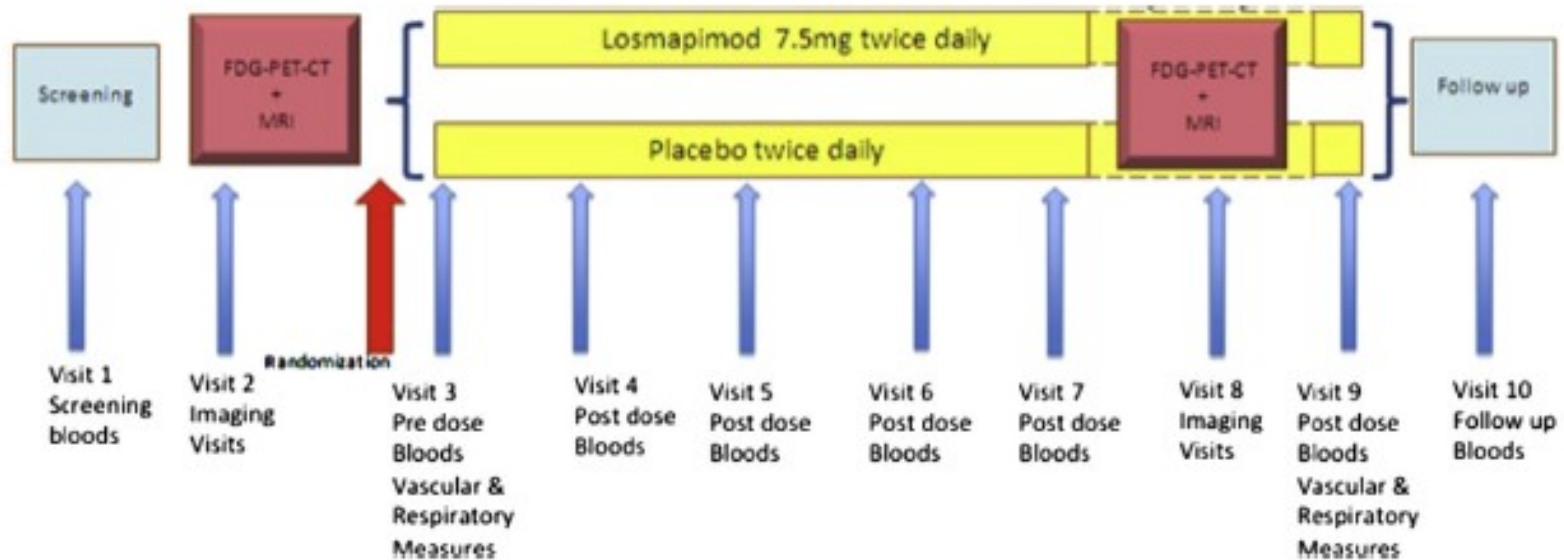 Screening
FDG-PET-CT
+
MRI
Losmapimod 7.5mg twice daily
Placebo twice daily
FDG-PET-CT
+
MRI
Follow up
Randomization
Visit 1
Screening
bloods
Visit 2
Imaging
Visits
Visit 3
Pre dose
Bloods
Vascular &
Respiratory
Measures
Visit 4
Post dose
Bloods
Visit 5
Post dose
Bloods
Visit 6
Post dose
Bloods
Visit 7
Post dose
Bloods
Visit 8
Imaging
Visits
Visit 9
Post dose
Bloods
Vascular &
Respiratory
Measures
Visit 10
Follow up
Bloods